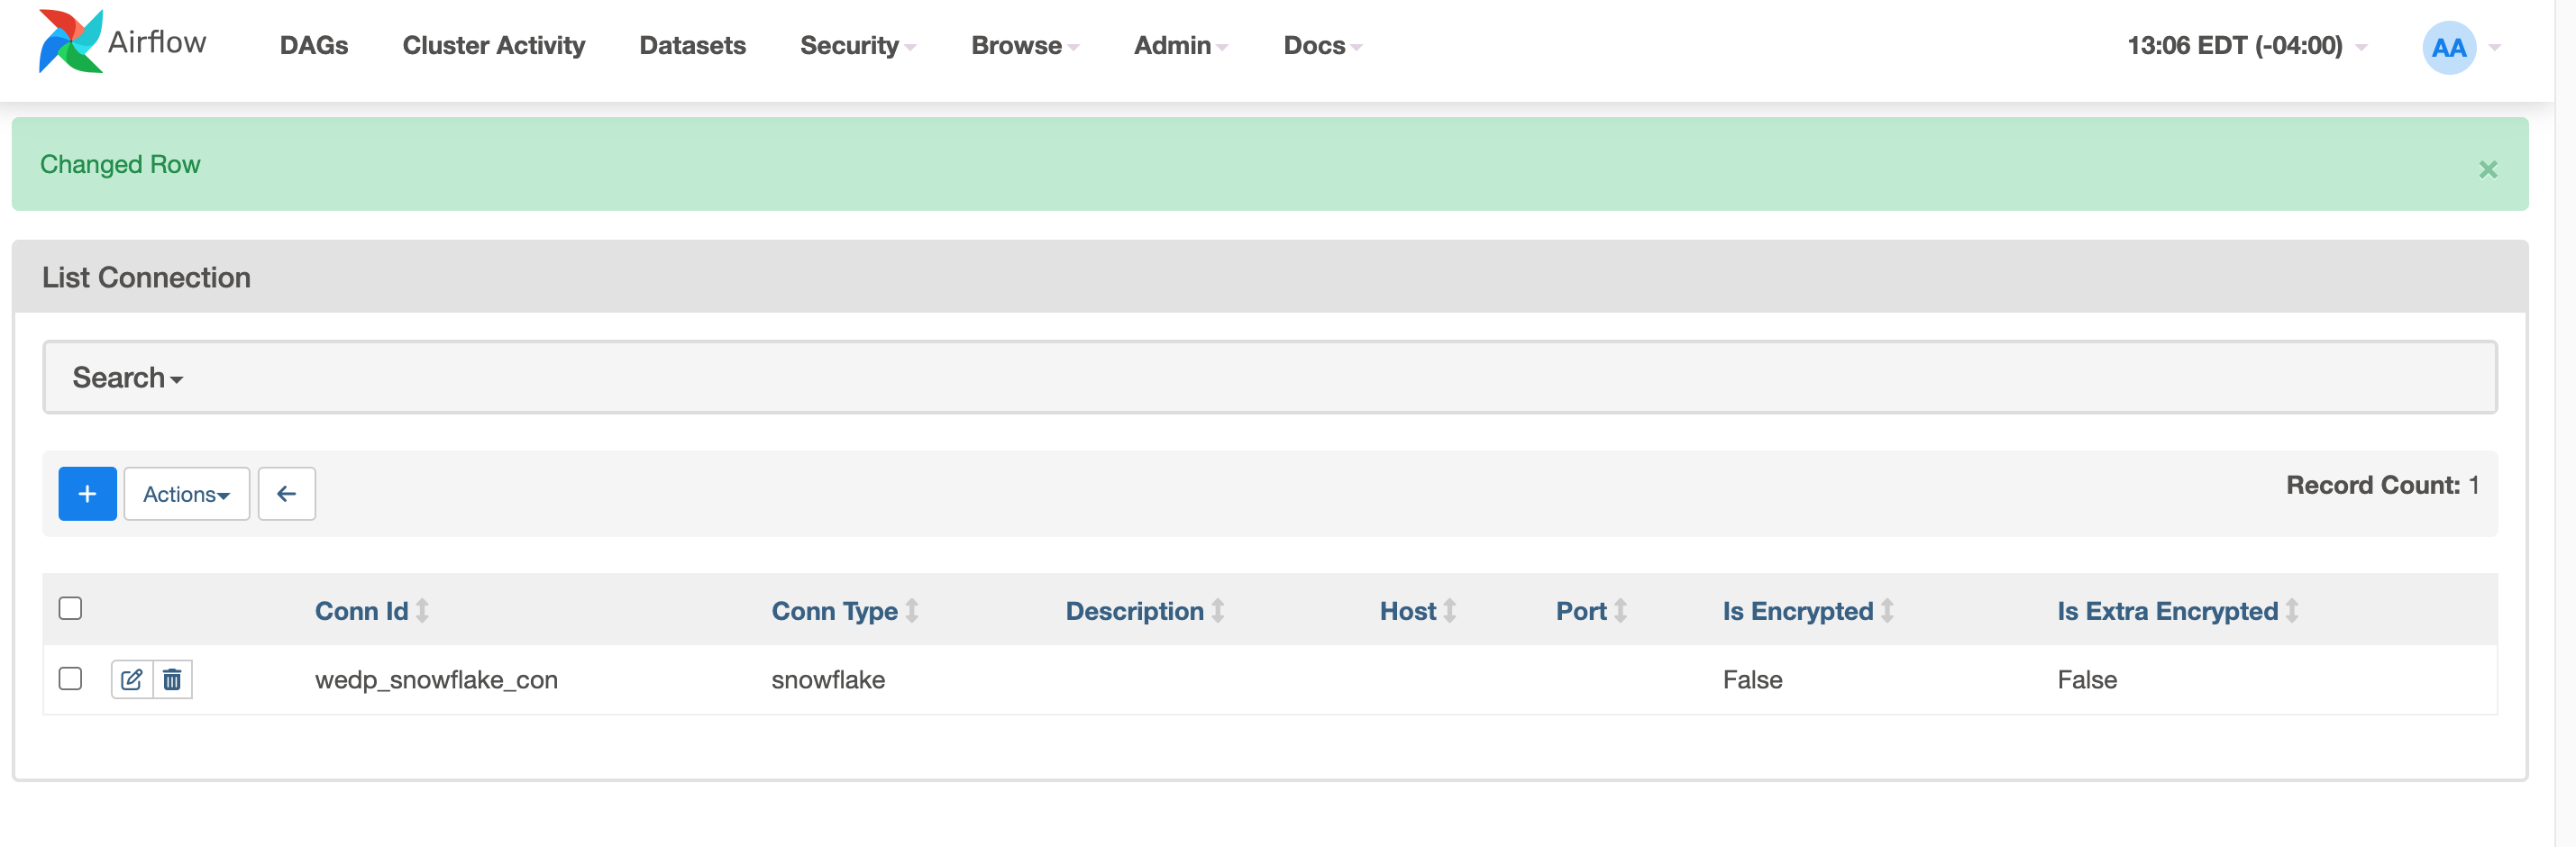 Airflow DAGs Cluster Activity Datasets Security Browse Admin Docs 13:06 EDT (-04:00) AA
Changed Row ×
List Connection
Search
+ Actions ← Record Count: 1
Conn Id Conn Type Description Host Port Is Encrypted Is Extra Encrypted
wedp_snowflake_con snowflake False False